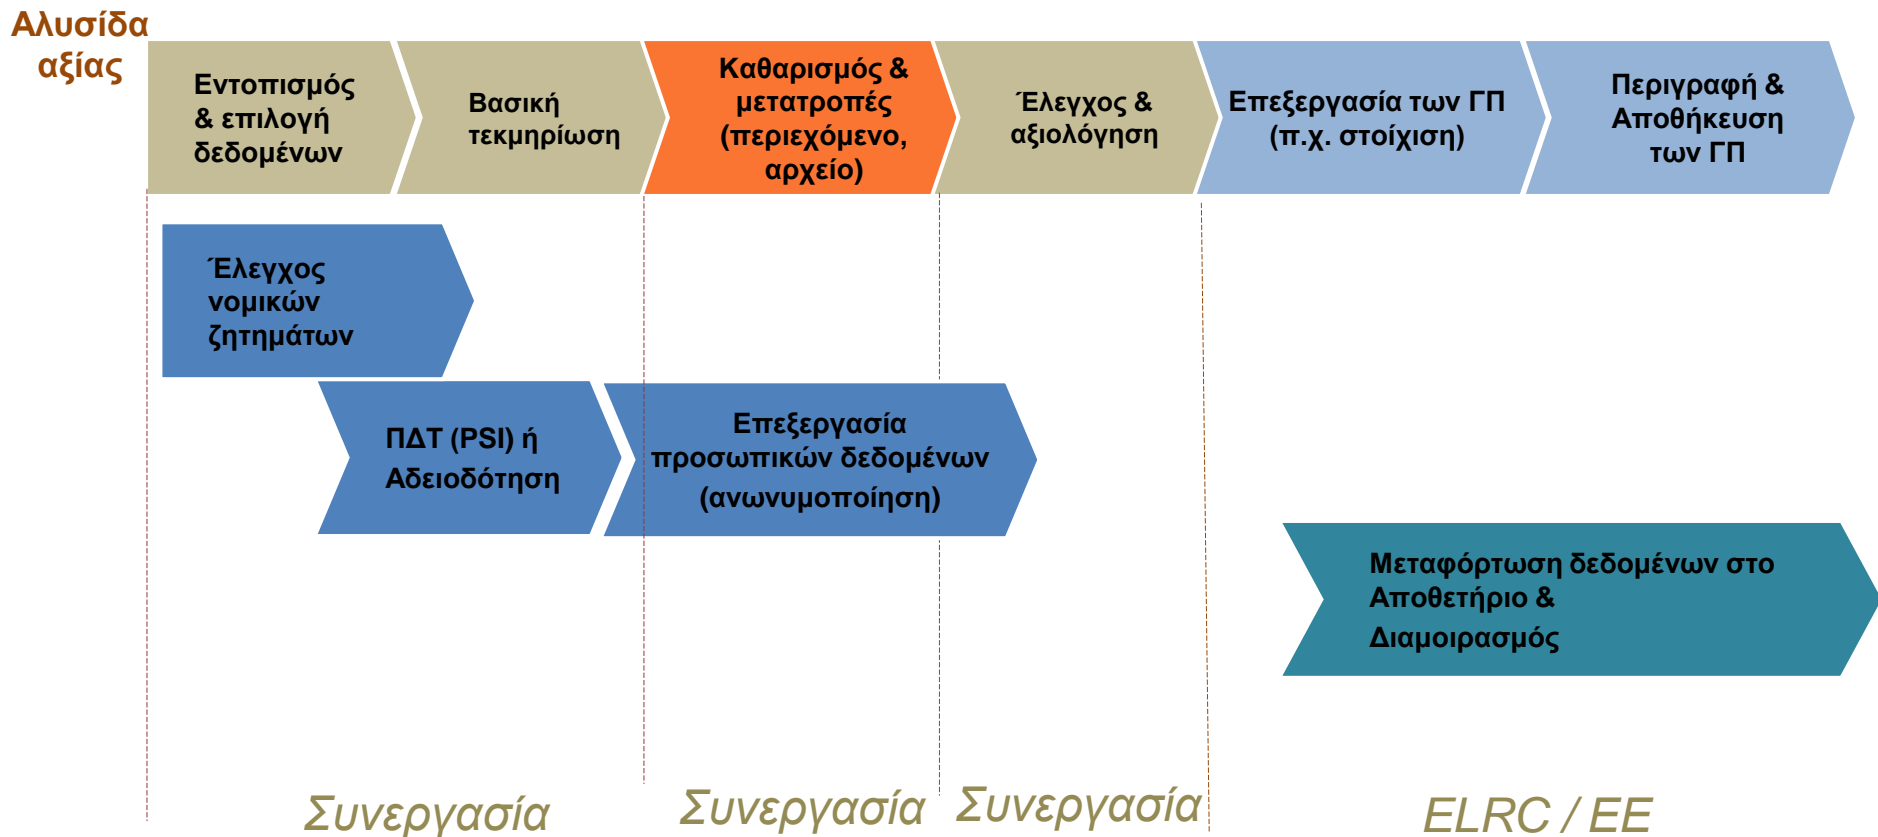 Αλυσίδα
αξίας
Εντοπισμός
& επιλογή
δεδομένων
Βασική
τεκμηρίωση
Καθαρισμός &
μετατροπές
(περιεχόμενο,
αρχείο)
Έλεγχος &
αξιολόγηση
Επεξεργασία των ΓΠ
(π.χ. στοίχιση)
Περιγραφή &
Αποθήκευση
των ΓΠ
Έλεγχος
νομικών
ζητημάτων
ΠΔΤ (PSI) ή
Αδειοδότηση
Επεξεργασία
προσωπικών δεδομένων
(ανωνυμοποίηση)
Μεταφόρτωση δεδομένων στο
Αποθετήριο &
Διαμοιρασμός
Συνεργασία
Συνεργασία
Συνεργασία
ELRC / ΕΕ